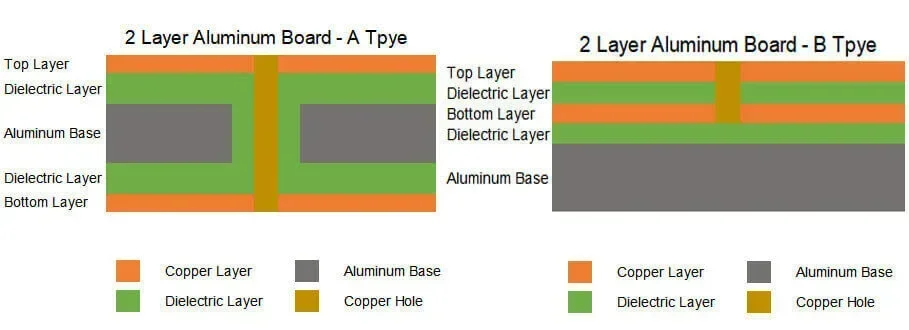 2 Layer Aluminum Board - A Tpye
Top Layer
Dielectric Layer
Aluminum Base
Dielectric Layer
Bottom Layer
Copper Layer
Aluminum Base
Dielectric Layer
Copper Hole
2 Layer Aluminum Board - B Tpye
Top Layer
Dielectric Layer
Bottom Layer
Dielectric Layer
Aluminum Base
Copper Layer
Aluminum Base
Dielectric Layer
Copper Hole